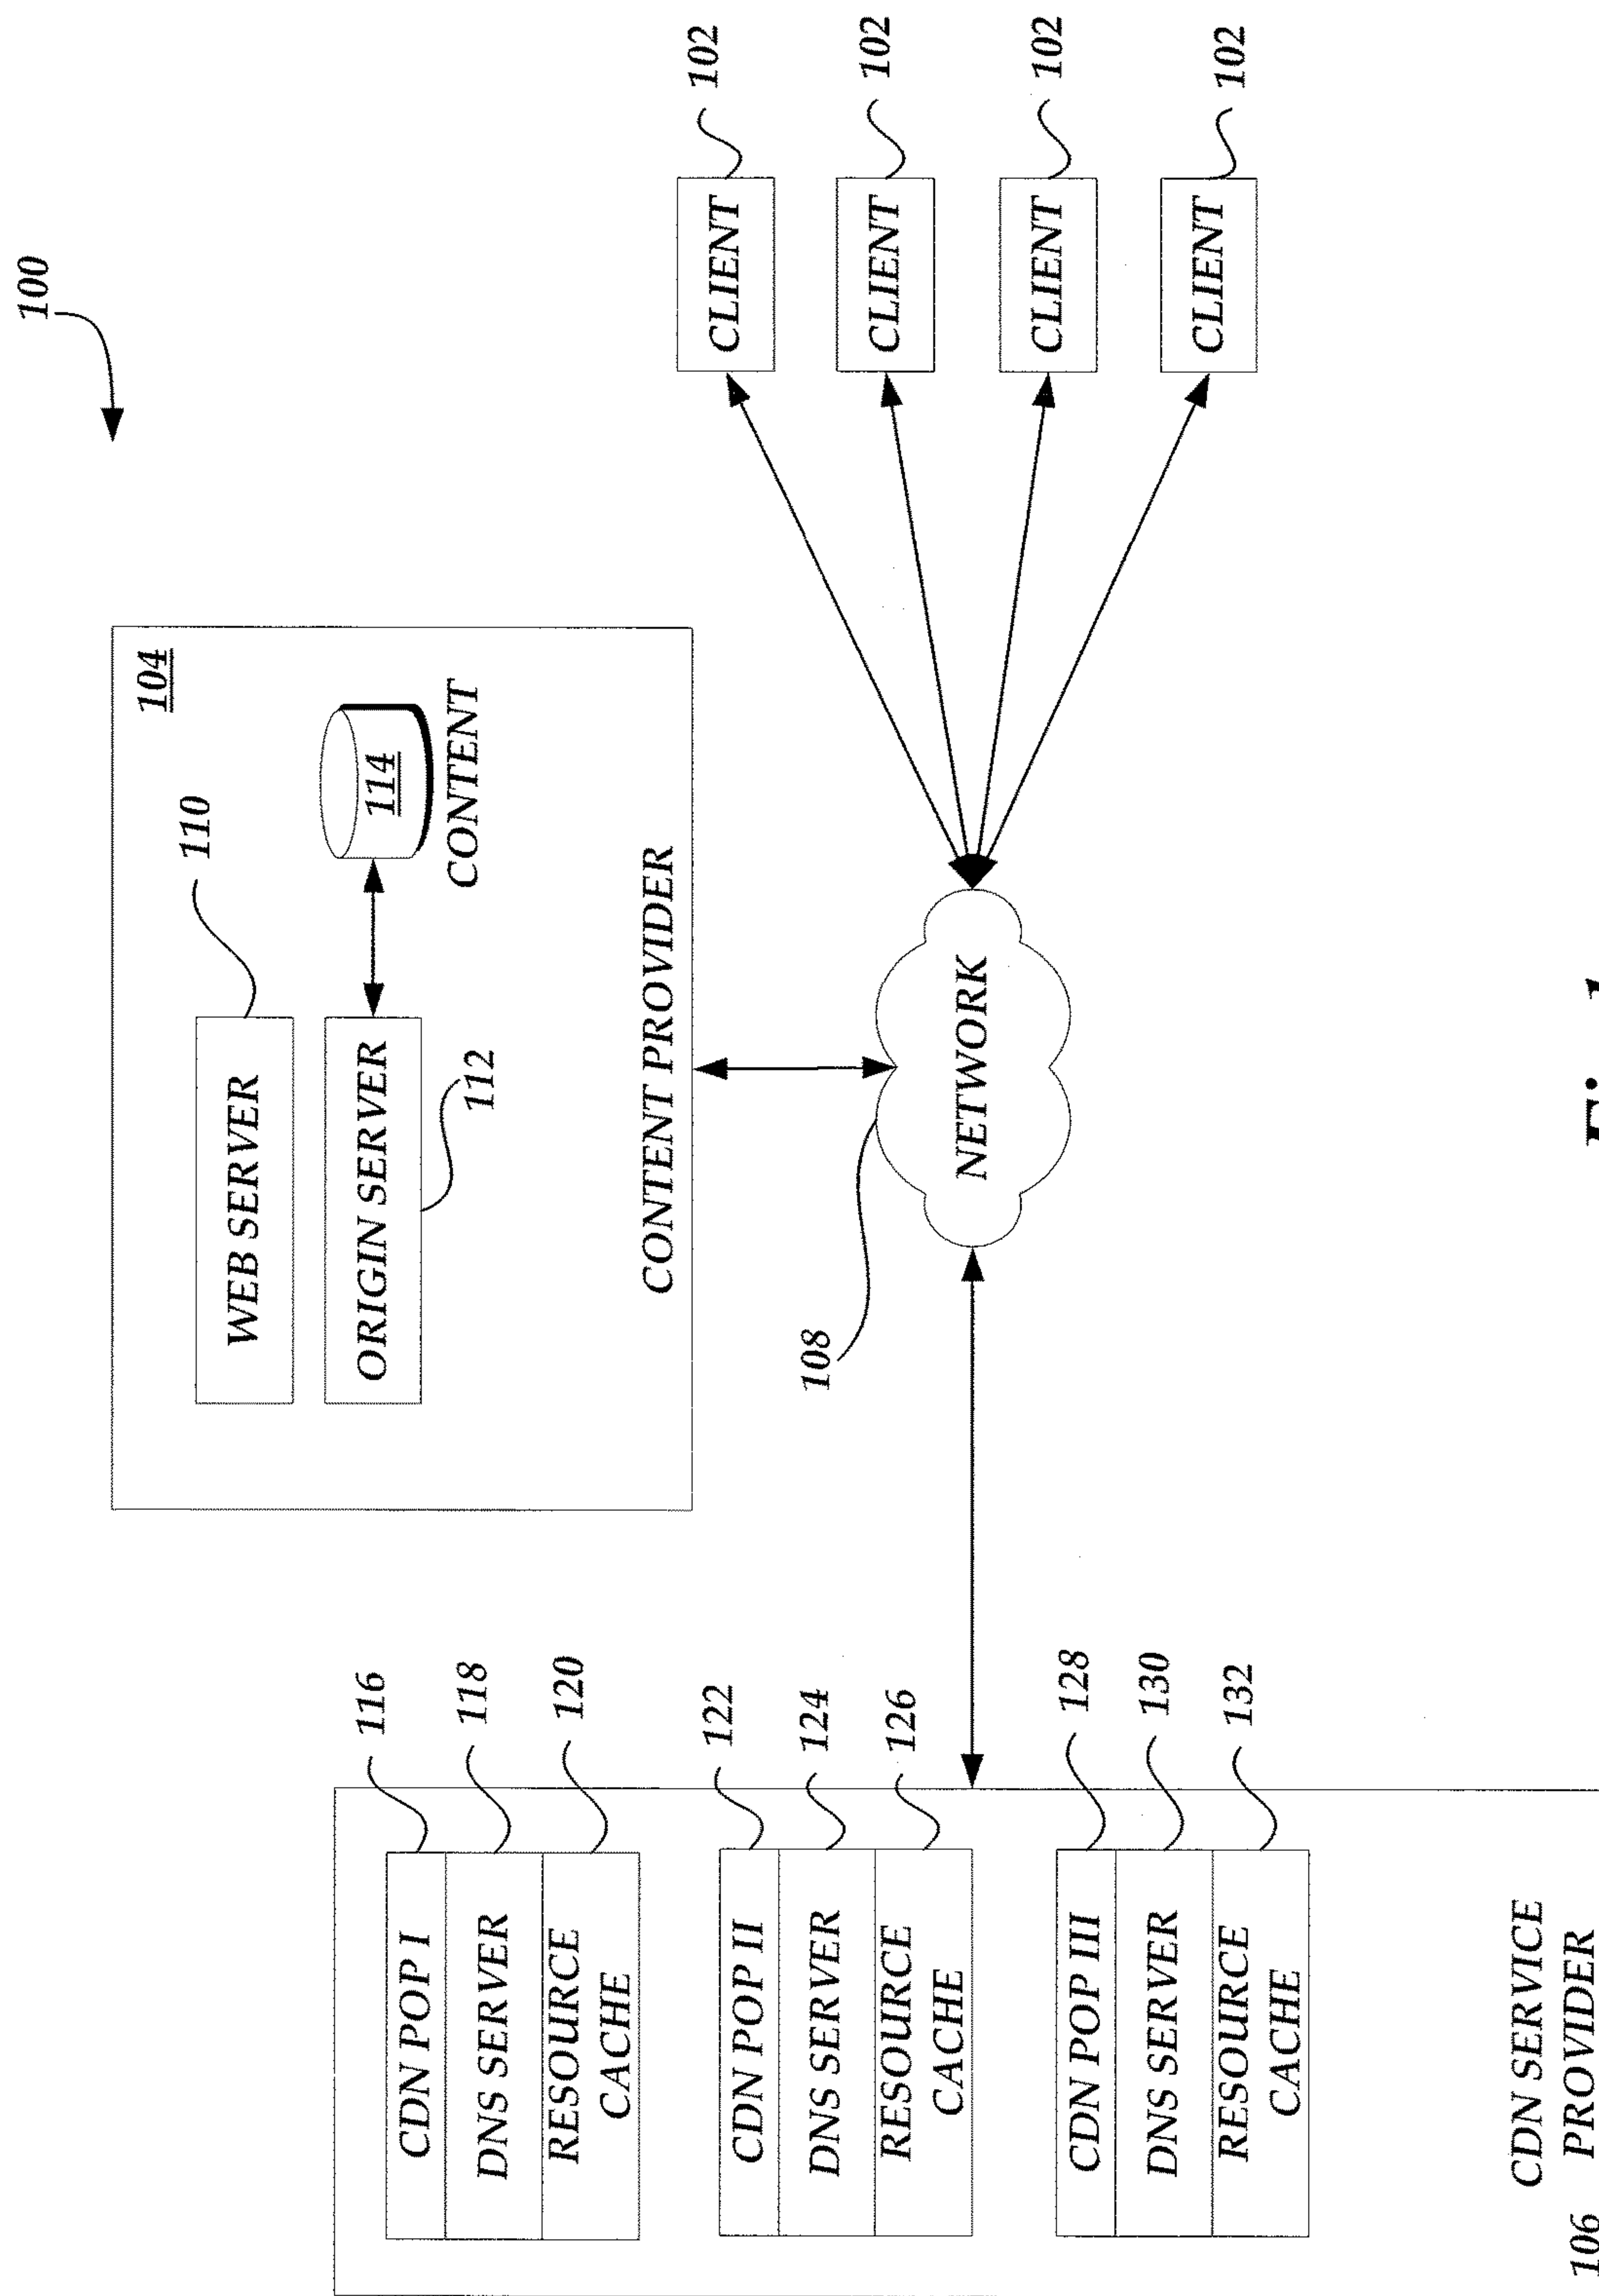 100
CDN POP I
116
DNS SERVER
118
RESOURCE
CACHE
120
CDN POP II
122
DNS SERVER
124
RESOURCE
CACHE
126
CDN POP III
128
DNS SERVER
130
RESOURCE
CACHE
132
CDN SERVICE
PROVIDER
106
104
WEB SERVER
110
ORIGIN SERVER
112
114
CONTENT
CONTENT PROVIDER
108
NETWORK
CLIENT
102
CLIENT
102
CLIENT
102
CLIENT
102